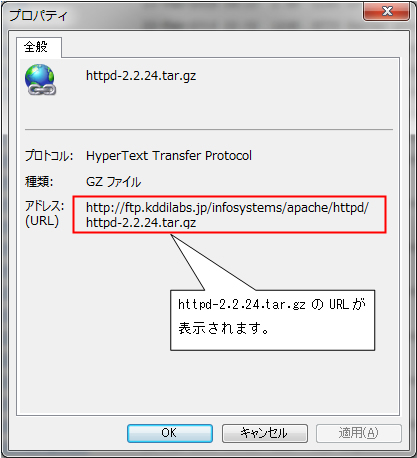 プロパティ
全般
httpd-2.2.24.tar.gz
プロトコル: HyperText Transfer Protocol
種類: GZ ファイル
アドレス: http://ftp.kddilabs.jp/infosystems/apache/httpd/
(URL) httpd-2.2.24.tar.gz
httpd-2.2.24.tar.gz の URL が
表示されます。
OK キャンセル 適用(A)